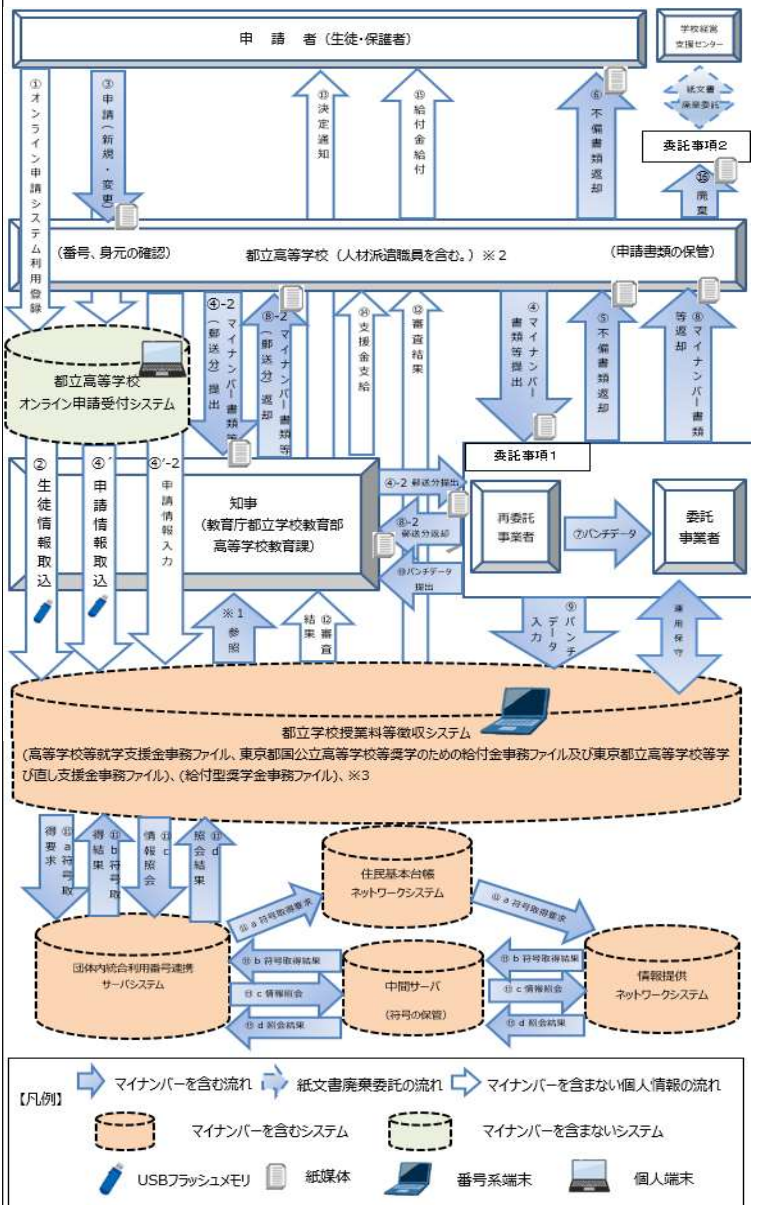 申 請 者（生徒・保護者）
学校経営
支援センター
①オンライン申請システム利用登録
③申請（新規・変更）
⑬決定通知
⑮給付金給付
⑥不備書類返却
紙文書
廃棄委託
委託事項2
⑯廃棄
(番号、身元の確認)
都立高等学校（人材派遣職員を含む。）※２
(申請書類の保管)
④-2 マイナンバー書類等
（郵送分）提出
⑧-2 マイナンバー書類等
（郵送分）返却
⑭支援金支給
⑫審査結果
④マイナンバー
書類等提出
⑤不備書類返却
⑧マイナンバー書類
等返却
都立高等学校
オンライン申請受付システム
②生徒情報取込
④´申請情報取込
④’-2 申請情報入力
知事
（教育庁都立学校教育部
高等学校教育課）
④-2 郵送分提出
⑧-2
郵送分返却
⑩パンチデータ
提出
委託事項1
再委託
事業者
⑦パンチデータ
委託
事業者
※１参照
⑫審査
結果
⑨パンチ
データ
入力
運用保守
都立学校授業料等徴収システム
(高等学校等就学支援金事務ファイル、東京都国公立高等学校等奨学のための給付金事務ファイル及び東京都立高等学校等学
び直し支援金事務ファイル)、(給付型奨学金事務ファイル)、※３
⑪a符号取
得要求
⑪b符号取
得結果
⑪c
情報照会
⑪d
照会結果
住民基本台帳
ネットワークシステム
⑪a 符号取得要求
⑪a 符号取得要求
団体内統合利用番号連携
サーバシステム
⑪b 符号取得結果
⑪c 情報照会
⑪d 照会結果
中間サーバ
(符号の保管)
⑪b 符号取得結果
⑪c 情報照会
⑪d 照会結果
情報提供
ネットワークシステム
【凡例】
マイナンバーを含む流れ
紙文書廃棄委託の流れ
マイナンバーを含まない個人情報の流れ
マイナンバーを含むシステム
マイナンバーを含まないシステム
USBフラッシュメモリ
紙媒体
番号系端末
個人端末